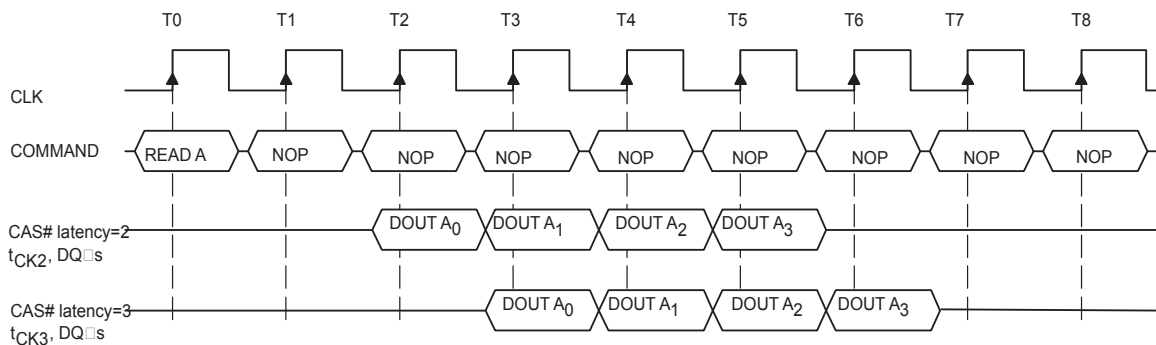 T0 T1 T2 T3 T4 T5 T6 T7 T8
CLK
COMMAND READ A NOP NOP NOP NOP NOP NOP NOP NOP
CAS# latency=2 DOUT A0 DOUT A1 DOUT A2 DOUT A3
tCK2, DQ□s
CAS# latency=3 DOUT A0 DOUT A1 DOUT A2 DOUT A3
tCK3, DQ□s